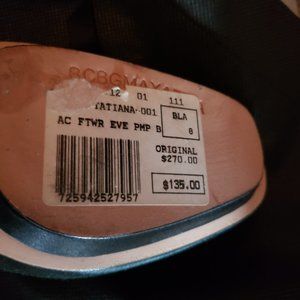 BCBGMAXAZRIA
12 01 111
TATIANA-001 BLA
AC FTWR EVE PMP B 8
ORIGINAL
$270.00
$135.00
725942527957